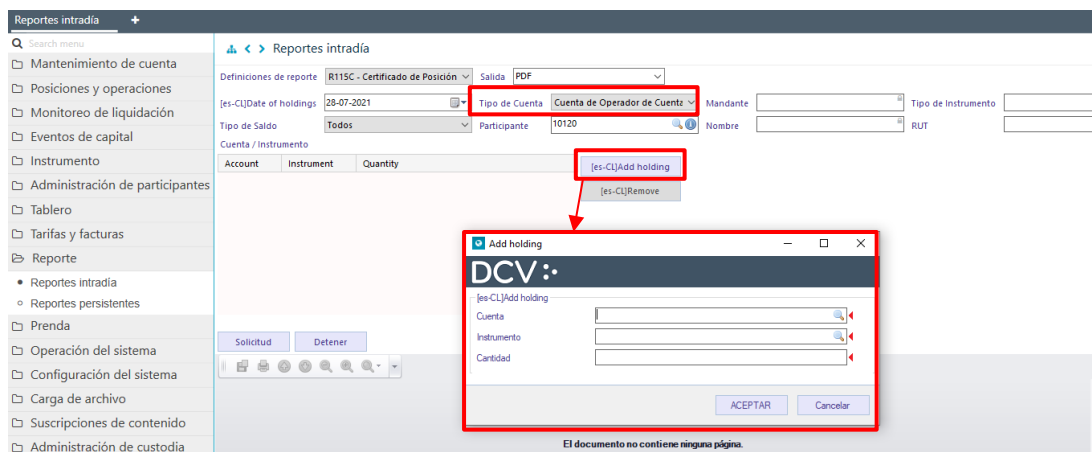 Reportes intradía +
Search menu
Mantenimiento de cuenta
Posiciones y operaciones
Monitoreo de liquidación
Eventos de capital
Instrumento
Administración de participantes
Tablero
Tarifas y facturas
Reporte
Reportes intradía
Reportes persistentes
Prenda
Operación del sistema
Configuración del sistema
Carga de archivo
Suscripciones de contenido
Administración de custodia
Reportes intradía
Definiciones de reporte R115C - Certificado de Posición Salida PDF
[es-CL]Date of holdings 28-07-2021 Tipo de Cuenta Cuenta de Operador de Cuenta Mandante Tipo de Instrumento
Tipo de Saldo Todos Participante 10120 Nombre RUT
Cuenta / Instrumento
Account Instrument Quantity [es-CL]Add holding
[es-CL]Remove
Add holding
DCV
[es-CL]Add holding
Cuenta
Instrumento
Cantidad
ACEPTAR Cancelar
Solicitud Detener
El documento no contiene ninguna página.